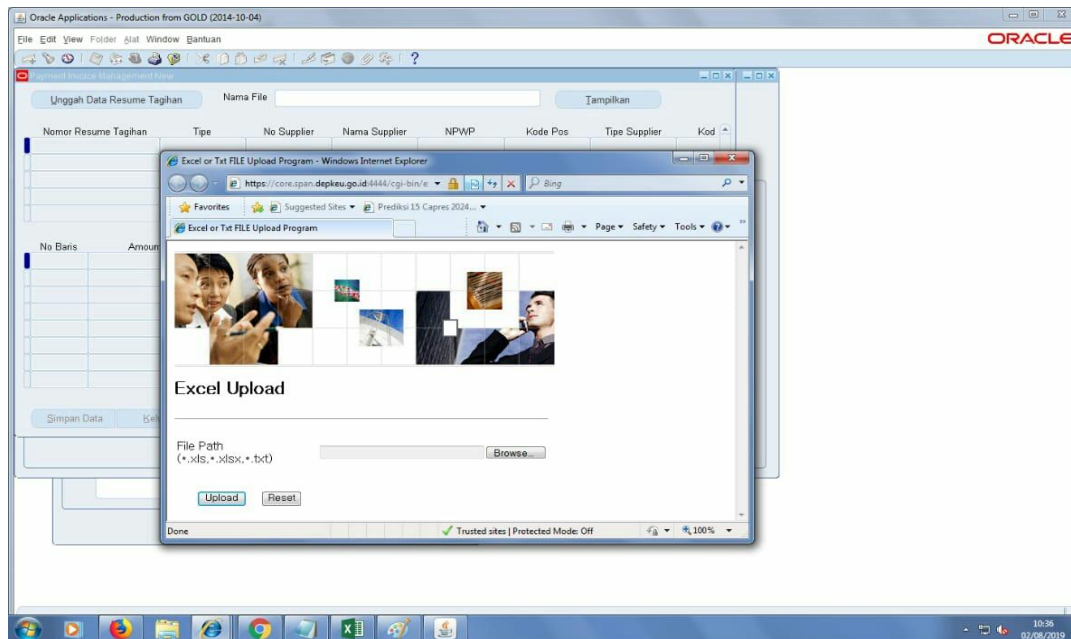 Oracle Applications - Production from GOLD (2014-10-04)
File Edit View Folder Alat Window Bantuan
ORACLE
Payment Invoice Management New
Unggah Data Resume Tagihan Nama File Tampilkan
Nomor Resume Tagihan Tipe No Supplier Nama Supplier NPWP Kode Pos Tipe Supplier Kod
Excel or Txt FILE Upload Program - Windows Internet Explorer
https://core.span.depkeu.go.id:4444/cgi-bin/e Bing
Favorites Suggested Sites Prediksi 15 Capres 2024,...
Excel or Txt FILE Upload Program Page Safety Tools
No Baris Amoun
Excel Upload
File Path
(*.xls,*.xlsx,*.txt) Browse...
Simpan Data Kel
Upload Reset
Done Trusted sites | Protected Mode: Off 100%
10:36
02/08/2019